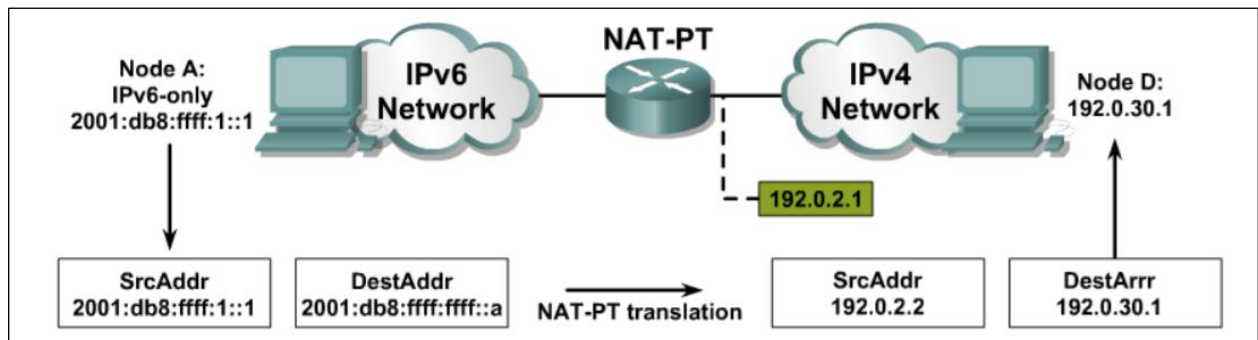 NAT-PT
Node A:
IPv6-only
2001:db8:ffff:1::1
IPv6
Network
IPv4
Network
Node D:
192.0.30.1
192.0.2.1
SrcAddr
2001:db8:ffff:1::1
DestAddr
2001:db8:ffff:ffff::a
NAT-PT translation
SrcAddr
192.0.2.2
DestArrr
192.0.30.1